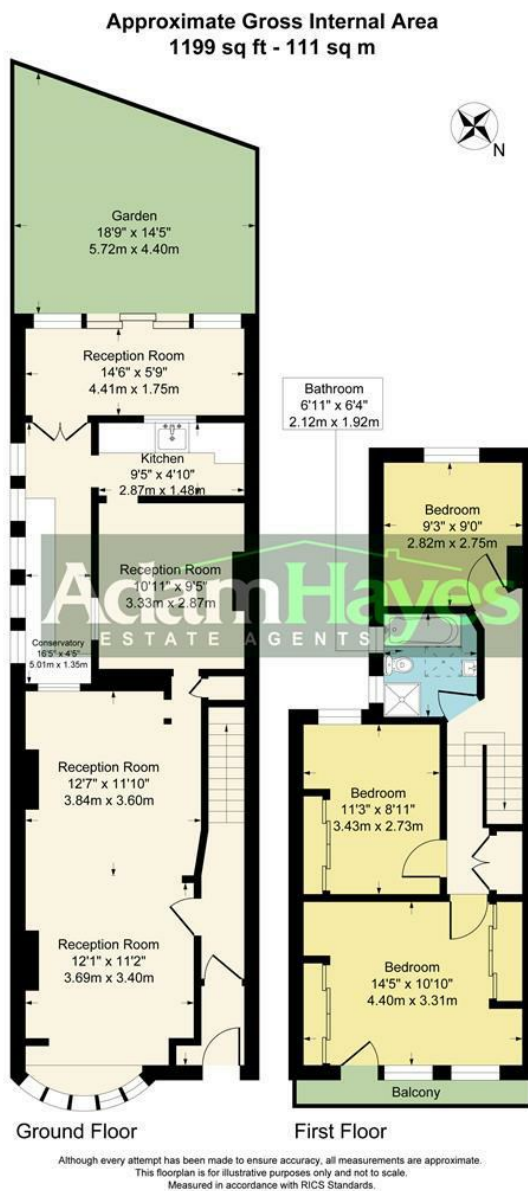 Approximate Gross Internal Area
1199 sq ft - 111 sq m
N
Garden
18'9" x 14'5"
5.72m x 4.40m
Reception Room
14'6" x 5'9"
4.41m x 1.75m
Bathroom
6'11" x 6'4"
2.12m x 1.92m
Kitchen
9'5" x 4'10"
2.87m x 1.48m
Bedroom
9'3" x 9'0"
2.82m x 2.75m
Reception Room
10'11" x 9'5"
3.33m x 2.87m
AdamHayes
ESTATE AGENTS
Conservatory
16'5" x 4'5"
5.01m x 1.35m
Reception Room
12'7" x 11'10"
3.84m x 3.60m
Bedroom
11'3" x 8'11"
3.43m x 2.73m
Reception Room
12'1" x 11'2"
3.69m x 3.40m
Bedroom
14'5" x 10'10"
4.40m x 3.31m
Balcony
Ground Floor
First Floor
Although every attempt has been made to ensure accuracy, all measurements are approximate.
This floorplan is for illustrative purposes only and not to scale.
Measured in accordance with RICS Standards.